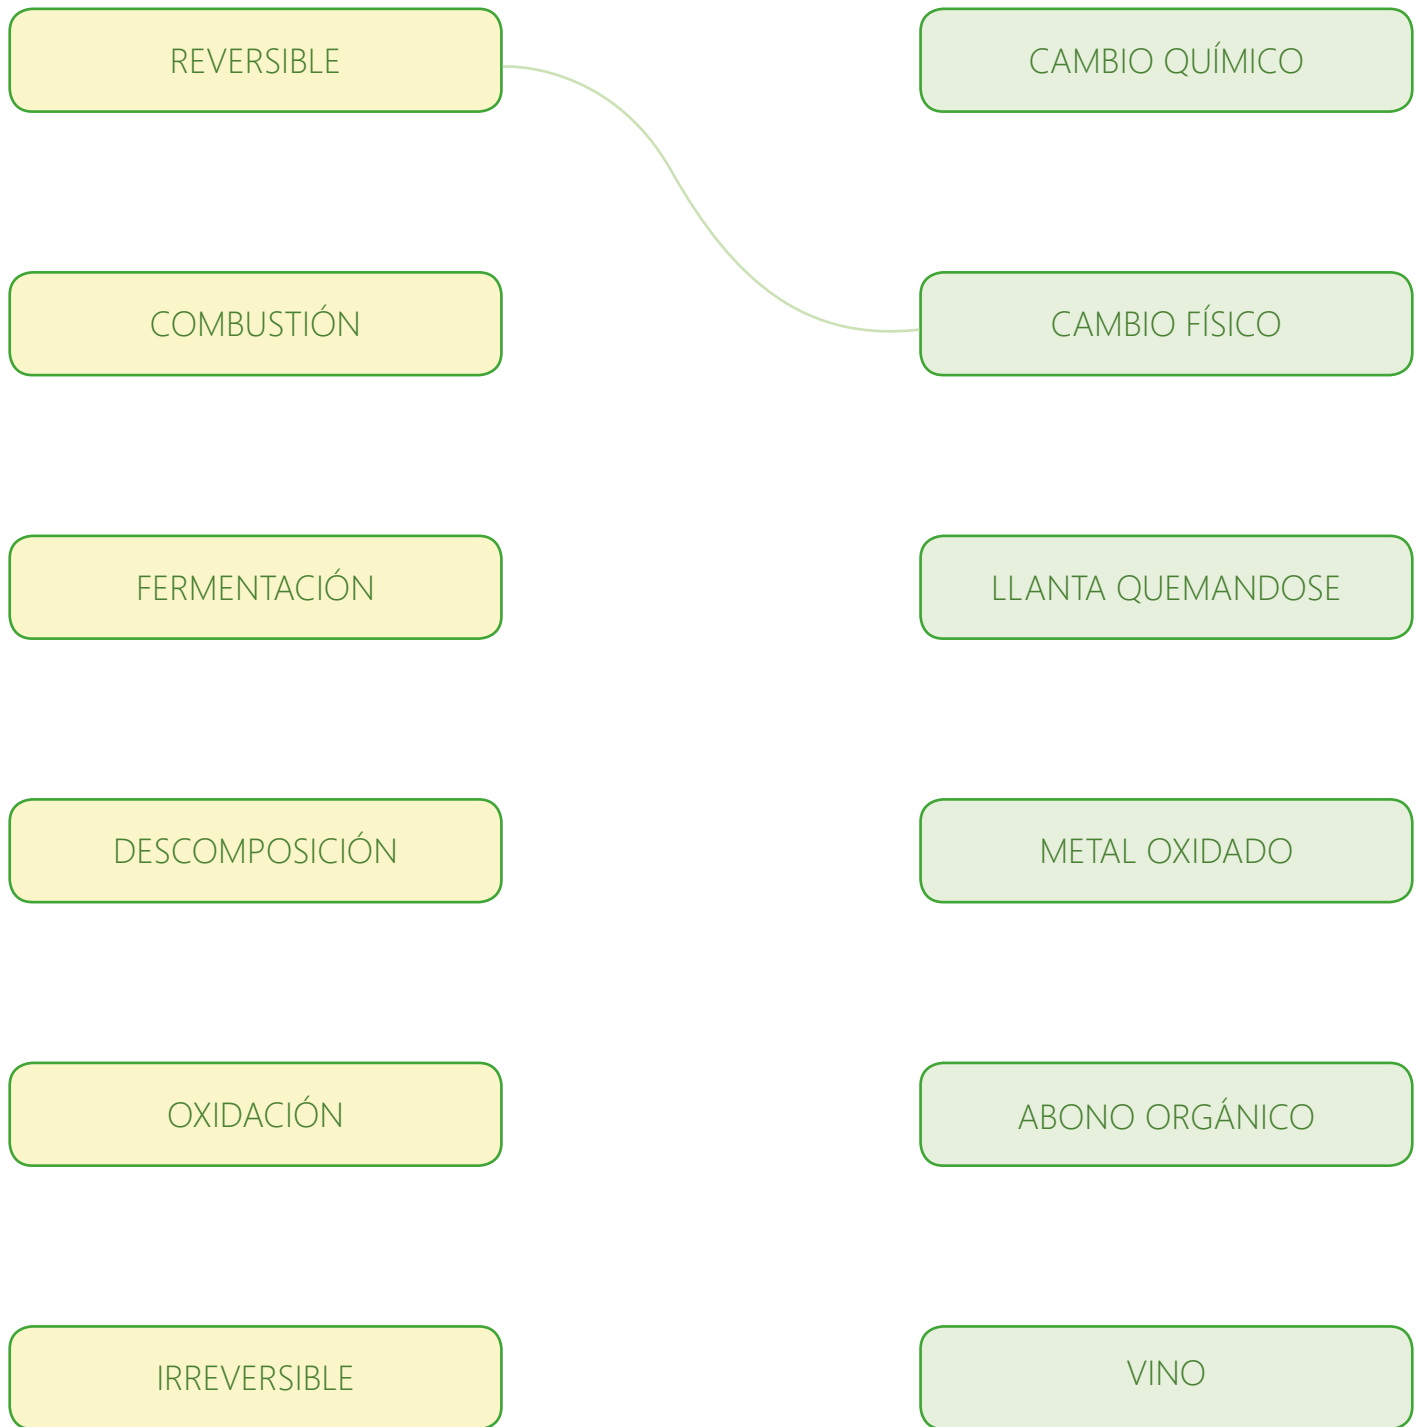 REVERSIBLE
CAMBIO QUÍMICO
COMBUSTIÓN
CAMBIO FÍSICO
FERMENTACIÓN
LLANTA QUEMANDOSE
DESCOMPOSICIÓN
METAL OXIDADO
OXIDACIÓN
ABONO ORGÁNICO
IRREVERSIBLE
VINO